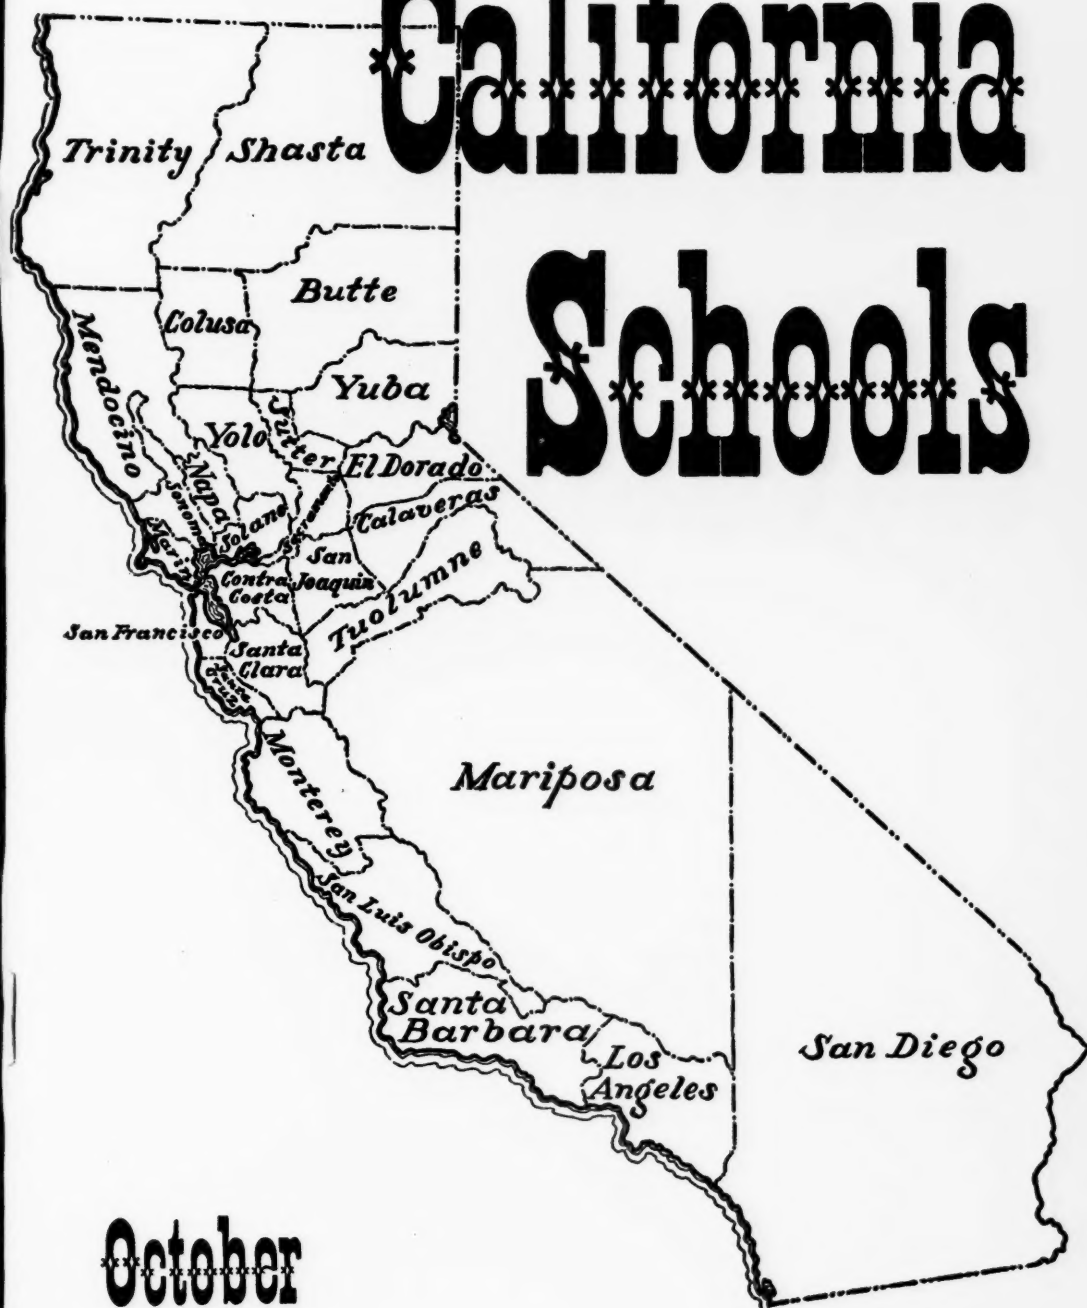 California
Schools
Trinity
Shasta
Butte
Colusa
Mendocino
Yuba
Yolo
Sutter
El Dorado
Napa
Sonoma
Solano
Calaveras
Marin
San
Joaquin
Contra
Costa
Tuolumne
San Francisco
Santa
Clara
Santa
Cruz
Monterey
Mariposa
San Luis Obispo
Santa
Barbara
Los
Angeles
San Diego
October